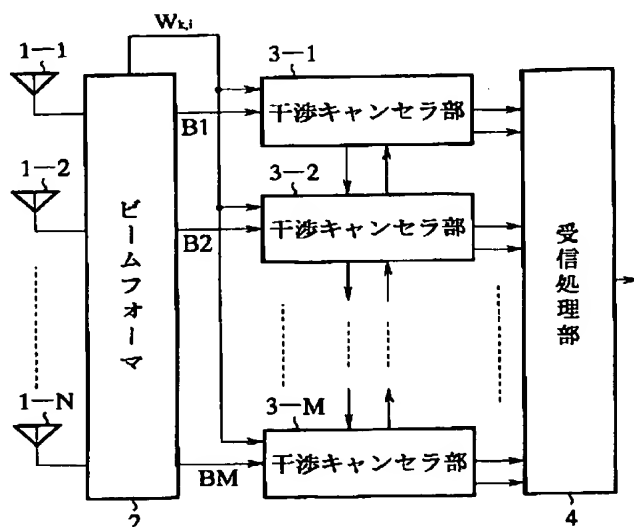 Wk,i
1—1
3—1
干渉キャンセラ部
B1
1—2
3—2
干渉キャンセラ部
B2
ビームフォーマ
受信処理部
1—N
3—M
干渉キャンセラ部
BM
2
4